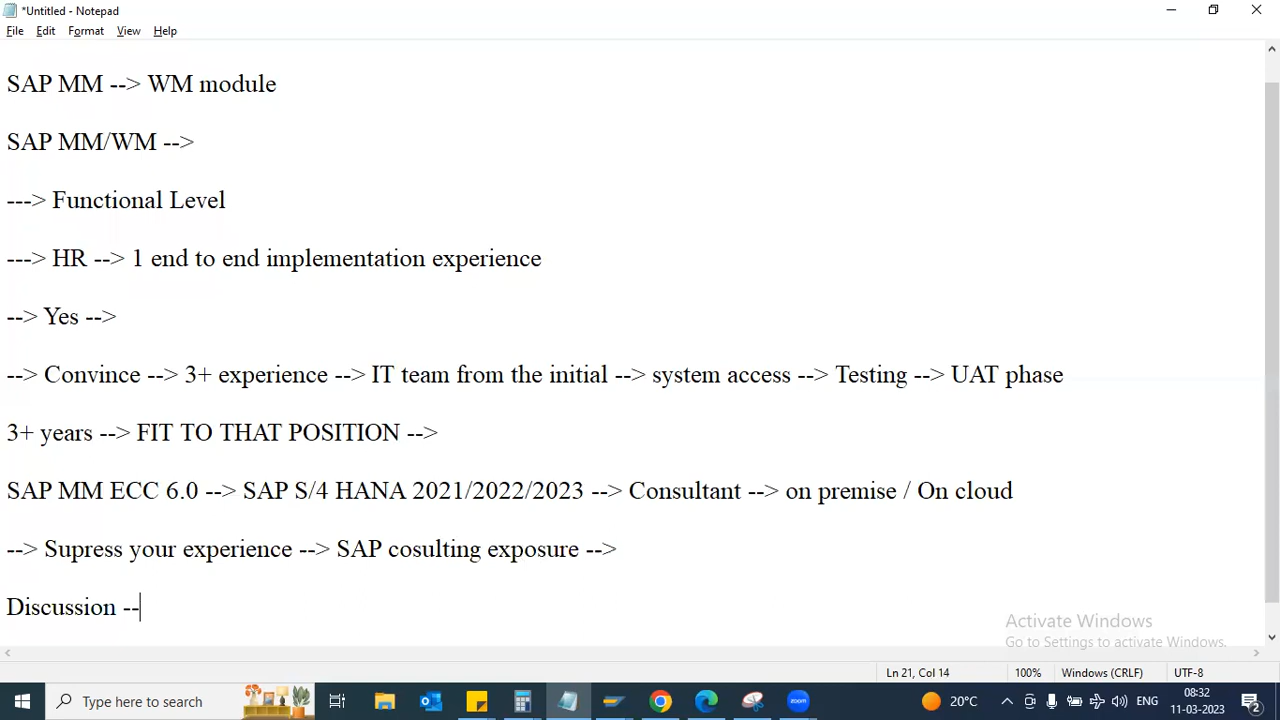 *Untitled - Notepad
File Edit Format View Help
SAP MM --> WM module
SAP MM/WM -->
---> Functional Level
---> HR --> 1 end to end implementation experience
--> Yes -->
--> Convince --> 3+ experience --> IT team from the initial --> system access --> Testing --> UAT phase
3+ years --> FIT TO THAT POSITION -->
SAP MM ECC 6.0 --> SAP S/4 HANA 2021/2022/2023 --> Consultant --> on premise / On cloud
--> Supress your experience --> SAP cosulting exposure -->
Discussion --
Activate Windows
Go to Settings to activate Windows.
Ln 21, Col 14 100% Windows (CRLF) UTF-8
Type here to search 20°C ENG 08:32
11-03-2023 2